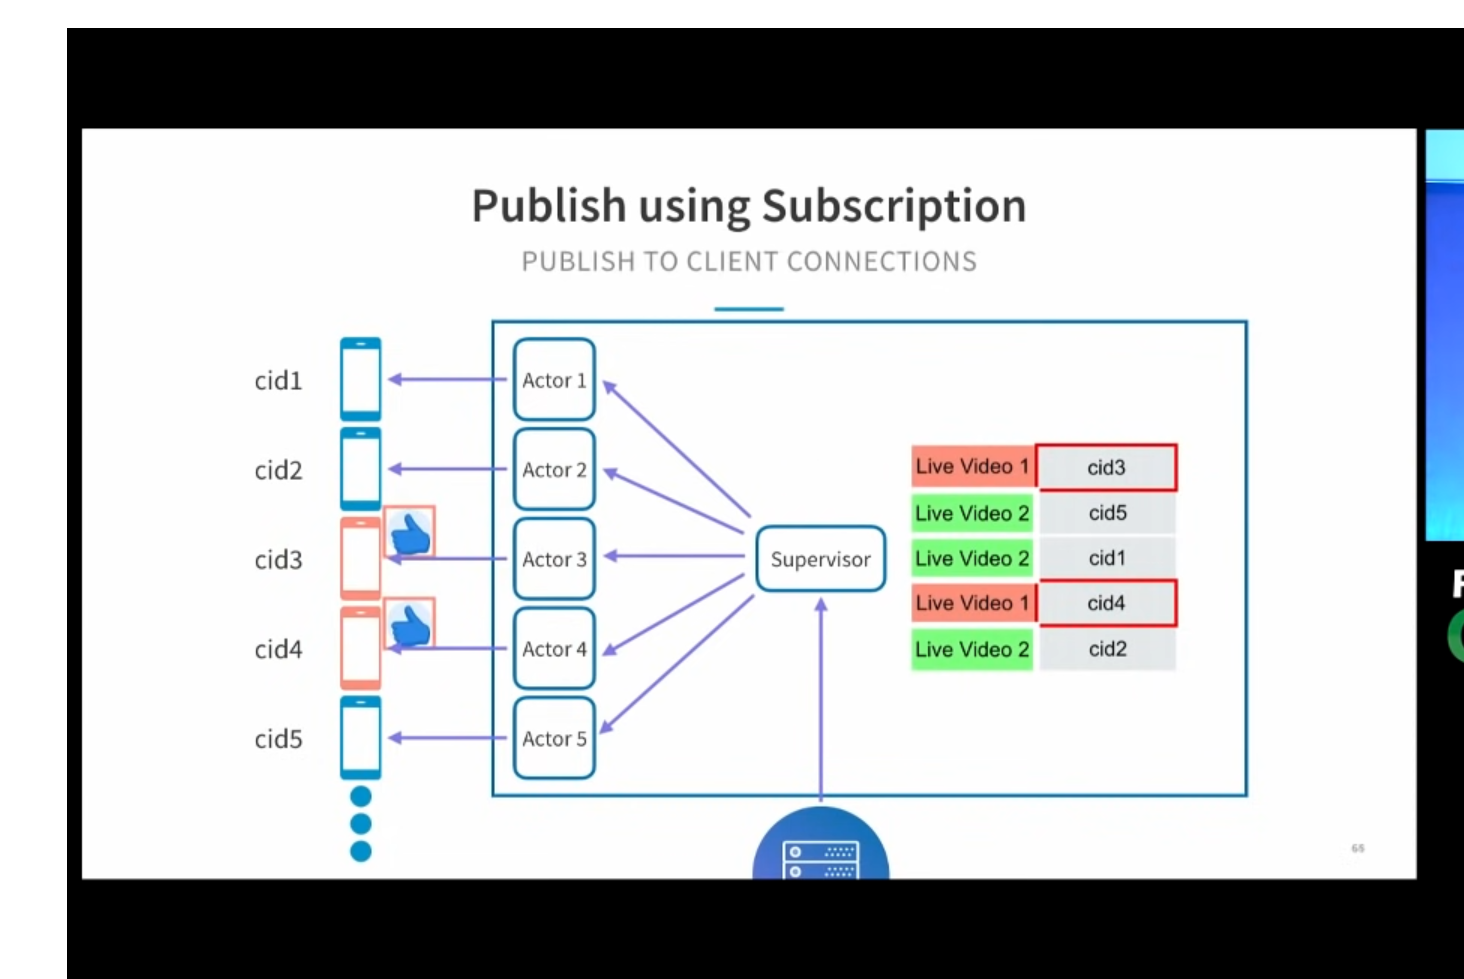 Publish using Subscription
PUBLISH TO CLIENT CONNECTIONS
cid1
Actor 1
cid2
Actor 2
cid3
Actor 3
cid4
Actor 4
cid5
Actor 5
Supervisor
Live Video 1 cid3
Live Video 2 cid5
Live Video 2 cid1
Live Video 1 cid4
Live Video 2 cid2
65